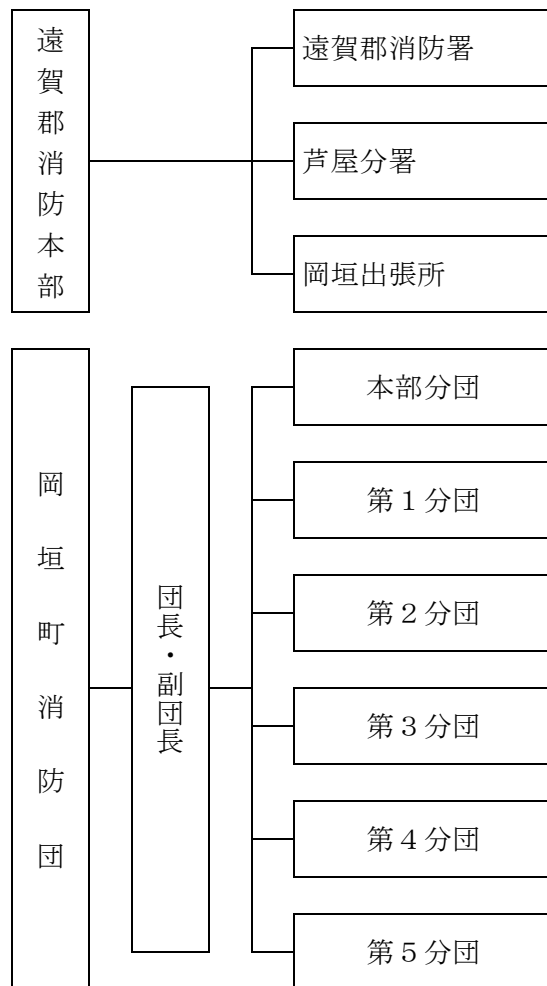 遠賀郡消防本部
遠賀郡消防署
芦屋分署
岡垣出張所
岡垣町消防団
団長・副団長
本部分団
第１分団
第２分団
第３分団
第４分団
第５分団